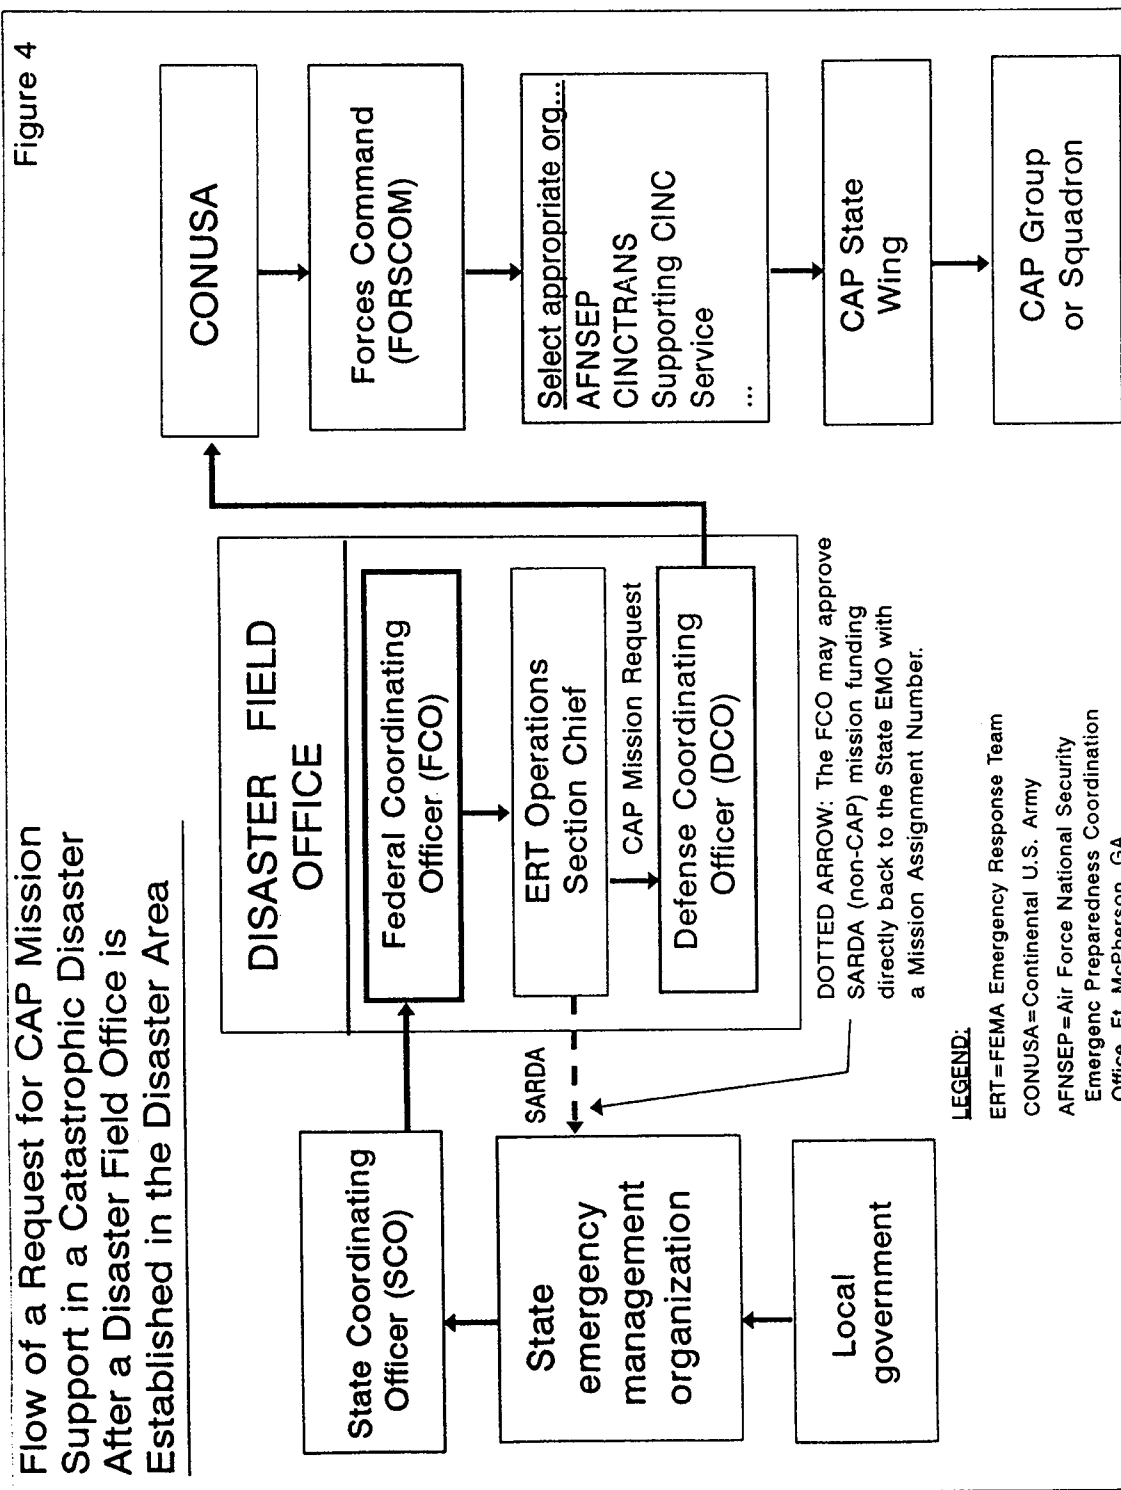 Figure 4
Flow of a Request for CAP Mission
Support in a Catastrophic Disaster
After a Disaster Field Office is
Established in the Disaster Area
State Coordinating
Officer (SCO)
State
emergency
management
organization
Local
government
SARDA
DISASTER FIELD
OFFICE
Federal Coordinating
Officer (FCO)
ERT Operations
Section Chief
CAP Mission Request
Defense Coordinating
Officer (DCO)
CONUSA
Forces Command
(FORSCOM)
Select appropriate org...
AFNSEP
CINCTRANS
Supporting CINC
Service
...
CAP State
Wing
CAP Group
or Squadron
DOTTED ARROW: The FCO may approve
SARDA (non-CAP) mission funding
directly back to the State EMO with
a Mission Assignment Number.
LEGEND:
ERT=FEMA Emergency Response Team
CONUSA=Continental U.S. Army
AFNSEP=Air Force National Security
Emergenc Preparedness Coordination
Office, Ft. McPherson, GA